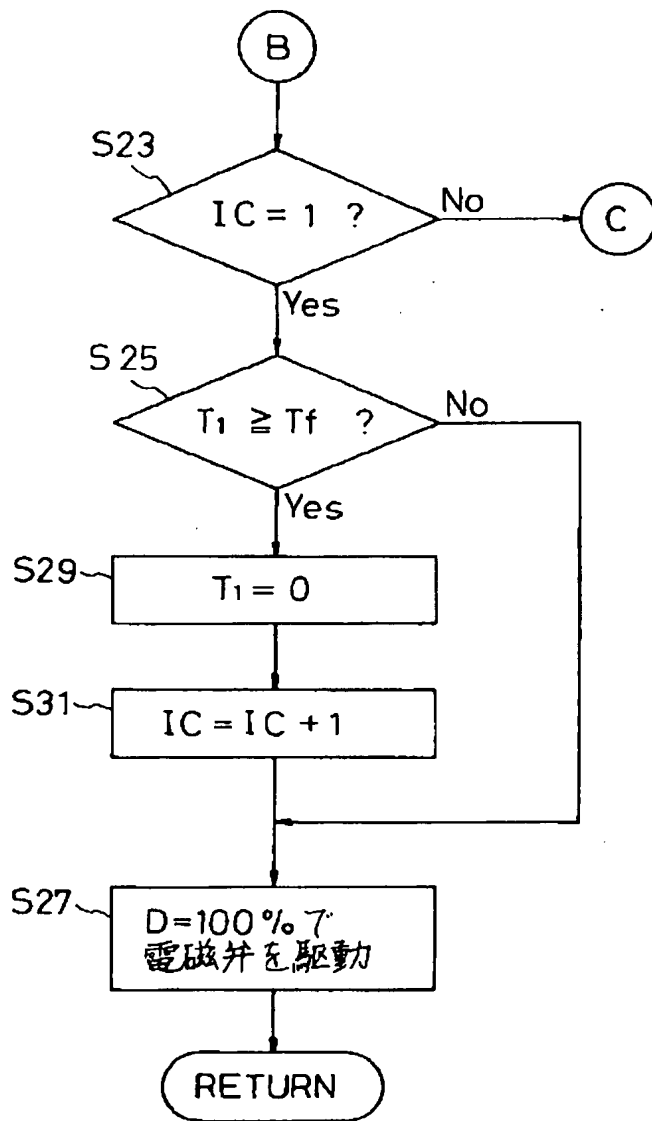 B
S23
IC = 1 ?
No
C
Yes
S25
T1 ≧ Tf ?
No
Yes
S29
T1 = 0
S31
IC = IC + 1
S27
D=100%で
電磁弁を駆動
RETURN